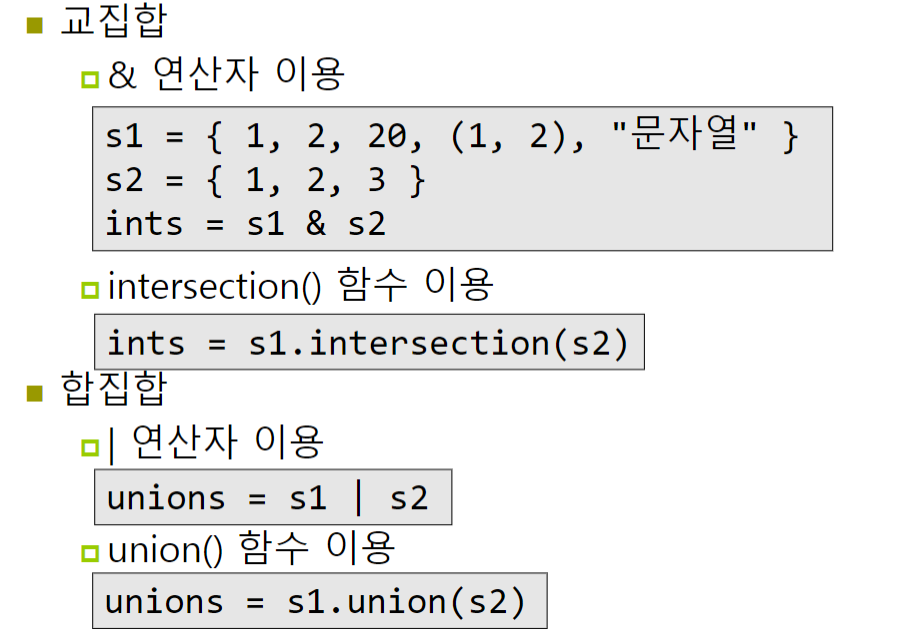 교집합
& 연산자 이용
s1 = { 1, 2, 20, (1, 2), "문자열" }
s2 = { 1, 2, 3 }
ints = s1 & s2
intersection() 함수 이용
ints = s1.intersection(s2)
합집합
| 연산자 이용
unions = s1 | s2
union() 함수 이용
unions = s1.union(s2)